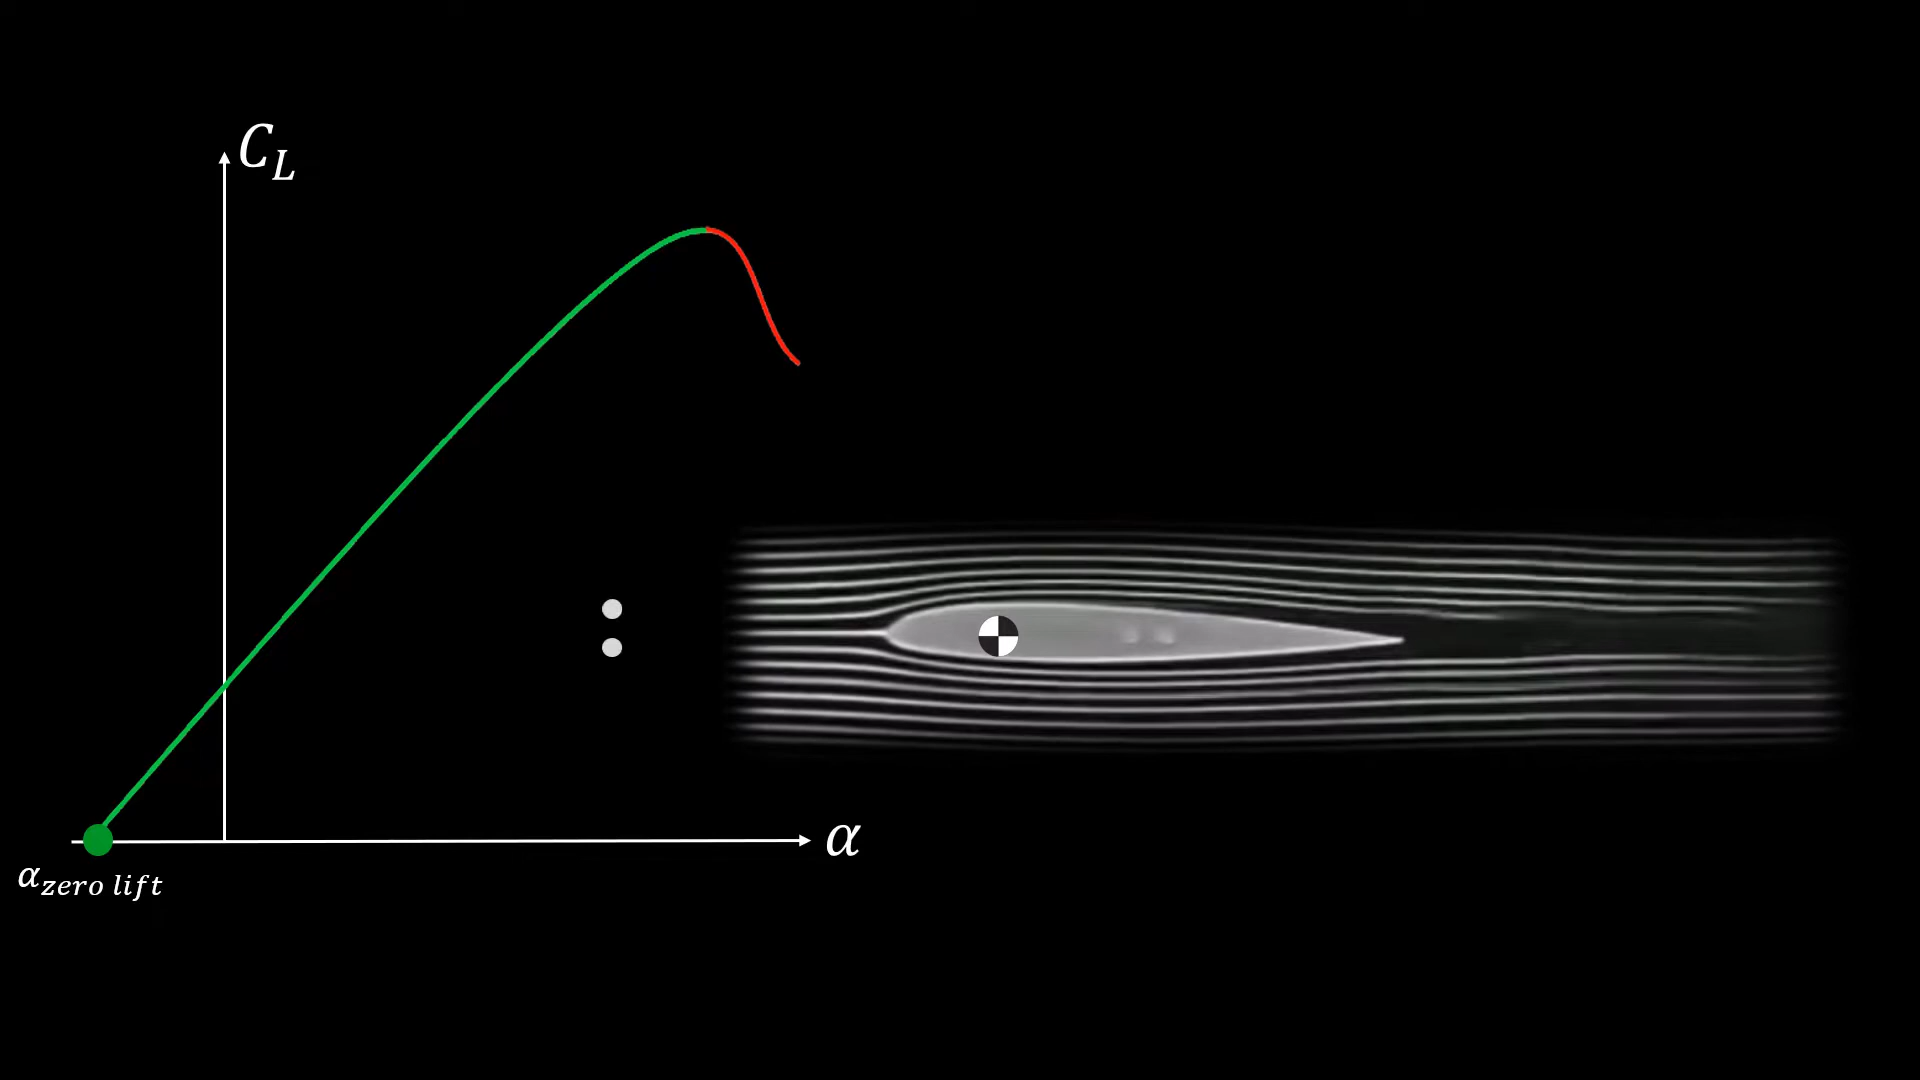 C_L
α
α_zero lift